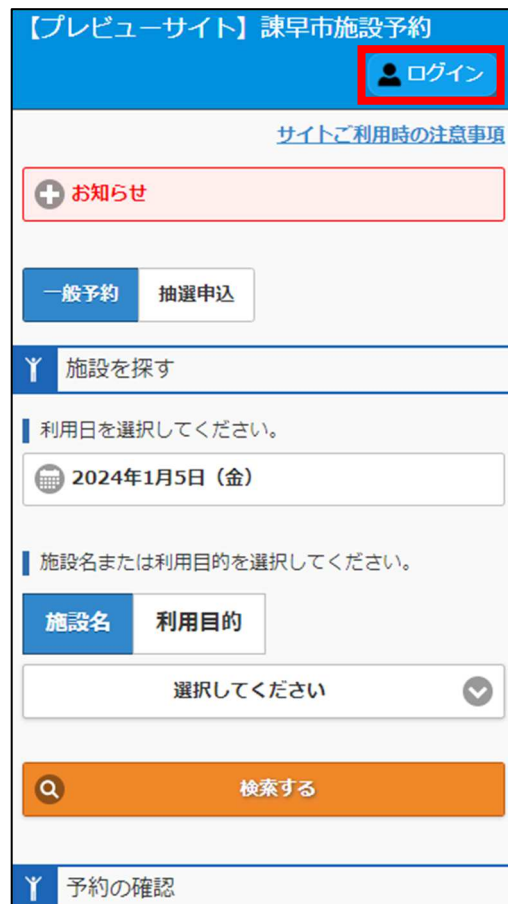 【プレビューサイト】諫早市施設予約
ログイン
サイトご利用時の注意事項
お知らせ
一般予約 抽選申込
施設を探す
利用日を選択してください。
2024年1月5日（金）
施設名または利用目的を選択してください。
施設名 利用目的
選択してください
検索する
予約の確認